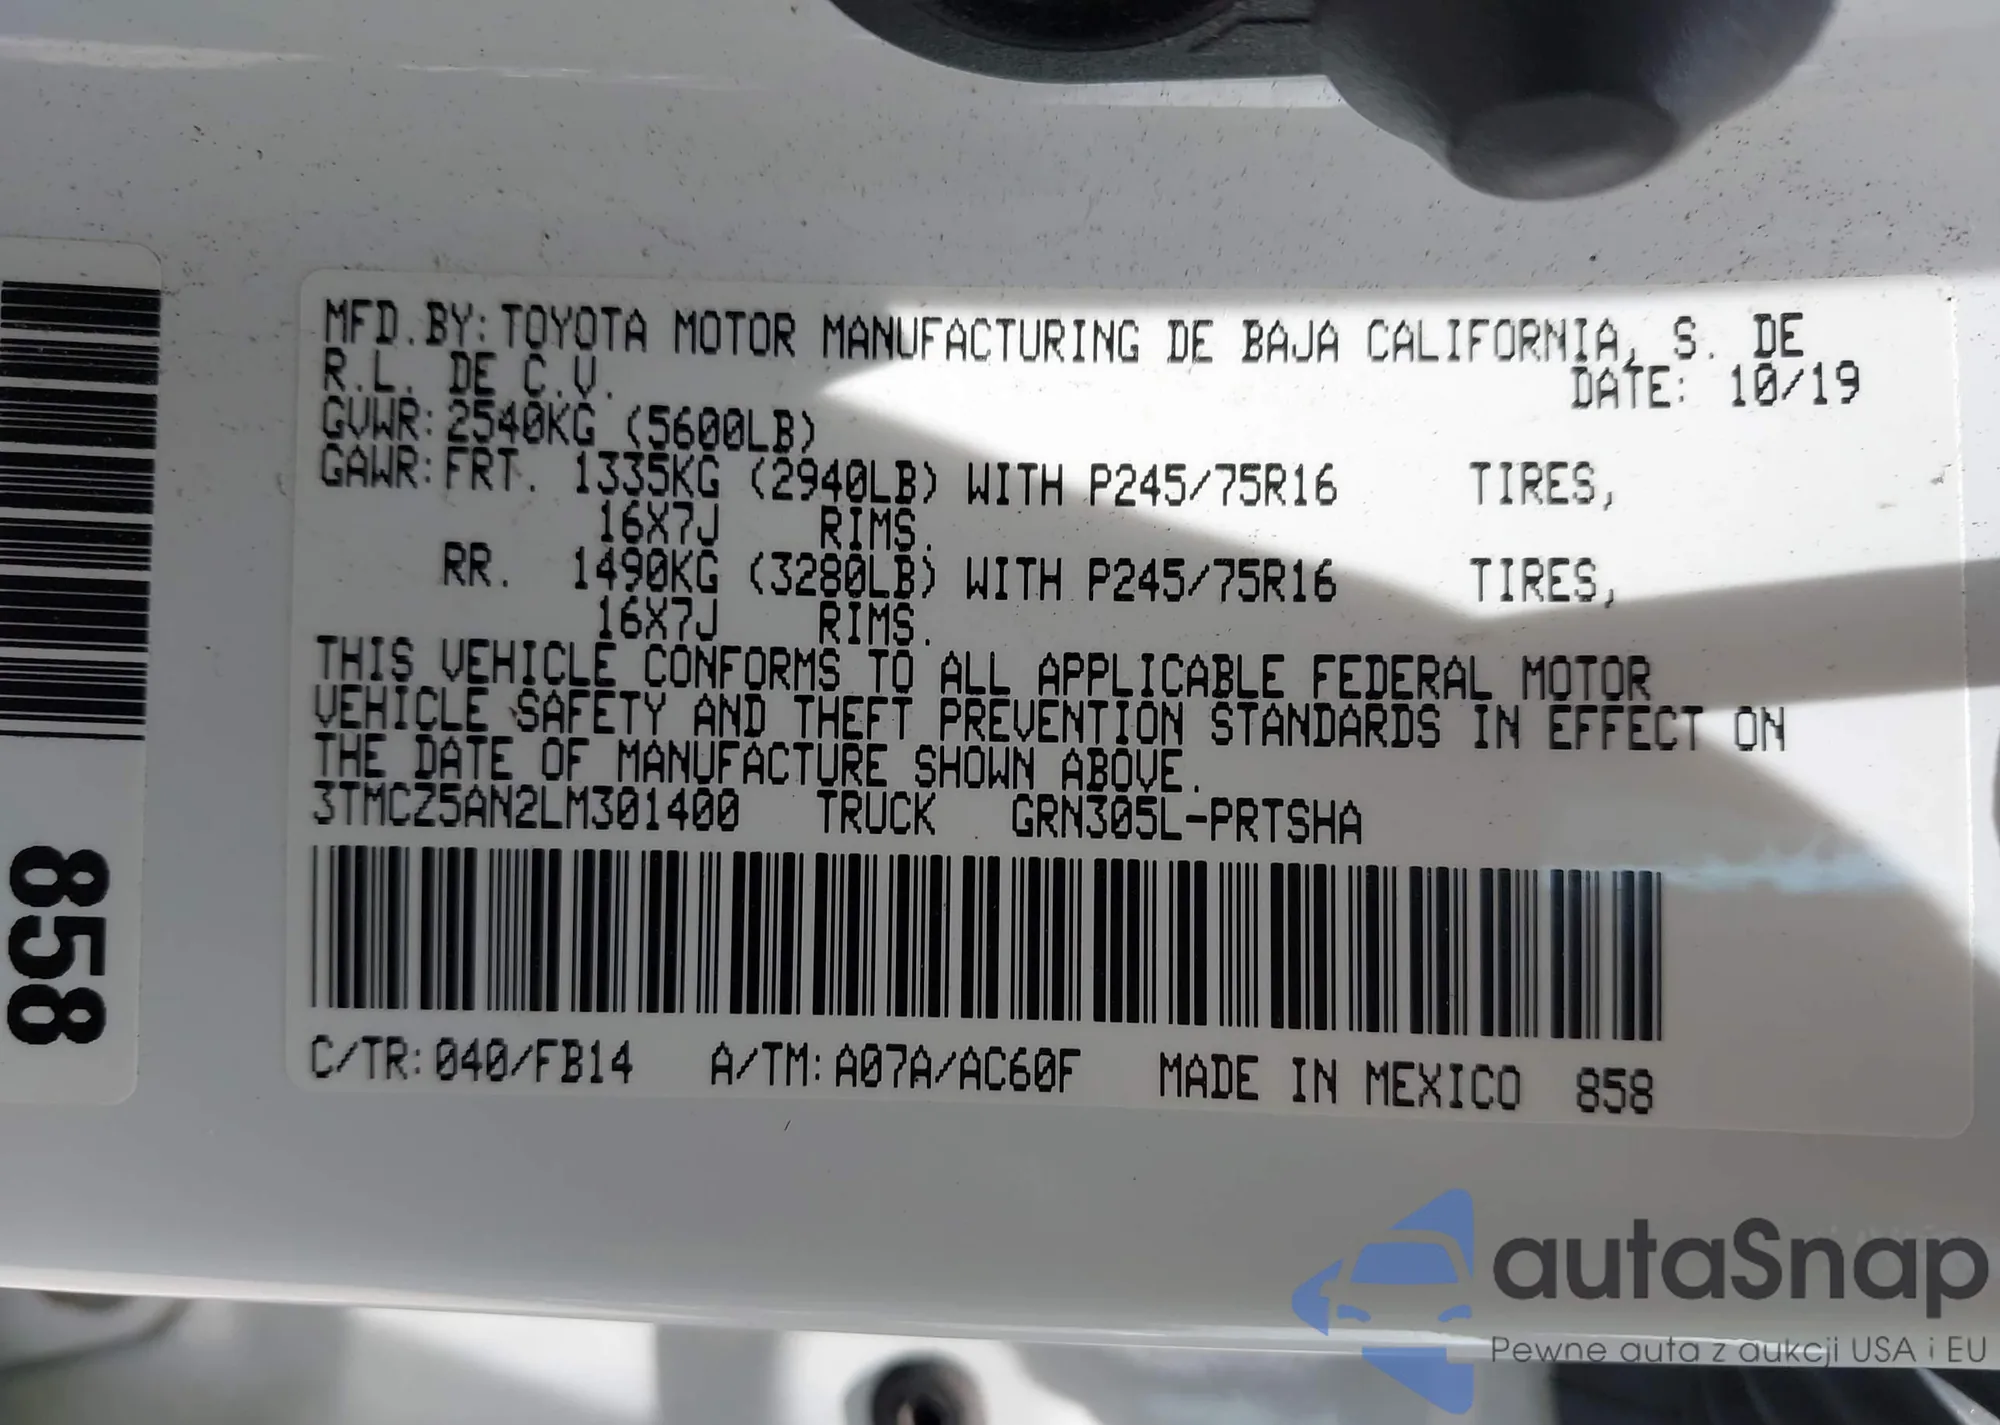 MFD.BY:TOYOTA MOTOR MANUFACTURING DE BAJA CALIFORNIA, S. DE
R.L. DE C.V.
DATE: 10/19
GVWR:2540KG (5600LB)
GAWR:FRT. 1335KG (2940LB) WITH P245/75R16 TIRES,
16X7J RIMS.
RR. 1490KG (3280LB) WITH P245/75R16 TIRES,
16X7J RIMS.
THIS VEHICLE CONFORMS TO ALL APPLICABLE FEDERAL MOTOR
VEHICLE SAFETY AND THEFT PREVENTION STANDARDS IN EFFECT ON
THE DATE OF MANUFACTURE SHOWN ABOVE.
3TMCZ5AN2LM301400 TRUCK GRN305L-PRTSHA
C/TR:040/FB14 A/TM:A07A/AC60F MADE IN MEXICO 858
858
autaSnap
Pewne auta z aukcji USA i EU